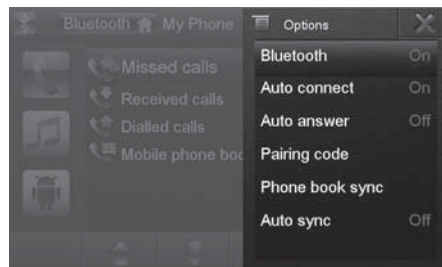 Bluetooth My Phone
Missed calls
Received calls
Dialled calls
Mobile phone boo
Options
Bluetooth On
Auto connect On
Auto answer Off
Pairing code
Phone book sync
Auto sync Off